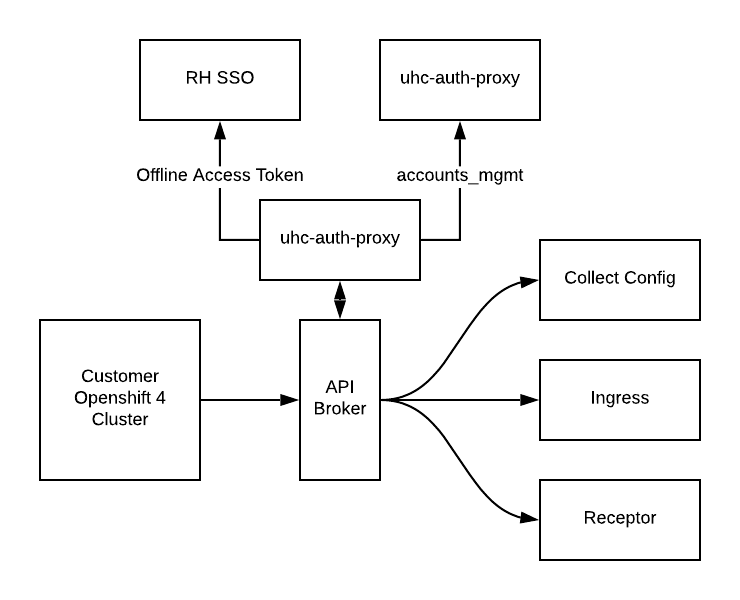 RH SSO
uhc-auth-proxy
Offline Access Token
accounts_mgmt
uhc-auth-proxy
Collect Config
Customer
Openshift 4
Cluster
API
Broker
Ingress
Receptor